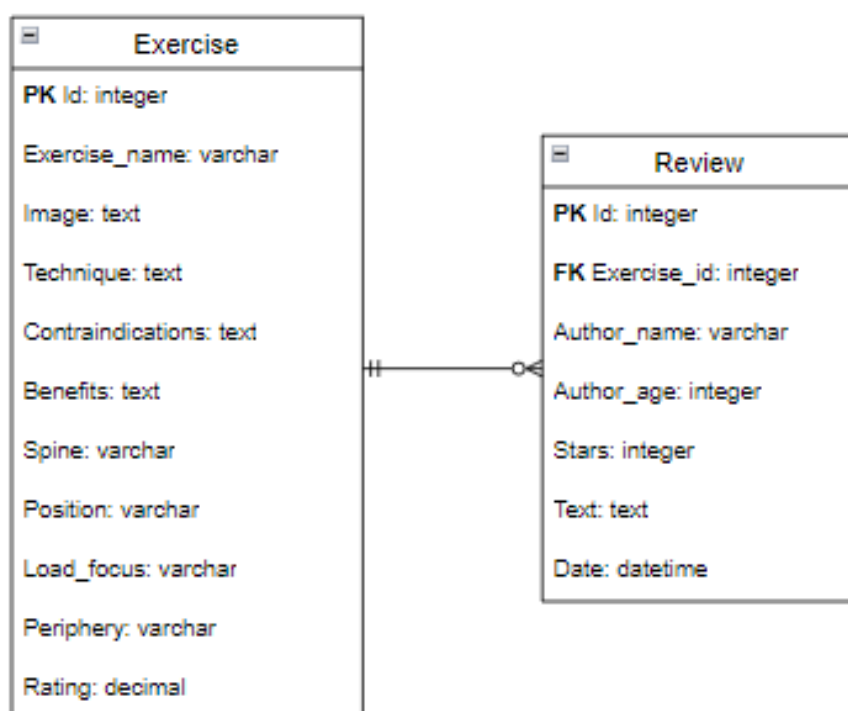 Exercise
PK Id: integer
Exercise_name: varchar
Image: text
Technique: text
Contraindications: text
Benefits: text
Spine: varchar
Position: varchar
Load_focus: varchar
Periphery: varchar
Rating: decimal
Review
PK Id: integer
FK Exercise_id: integer
Author_name: varchar
Author_age: integer
Stars: integer
Text: text
Date: datetime